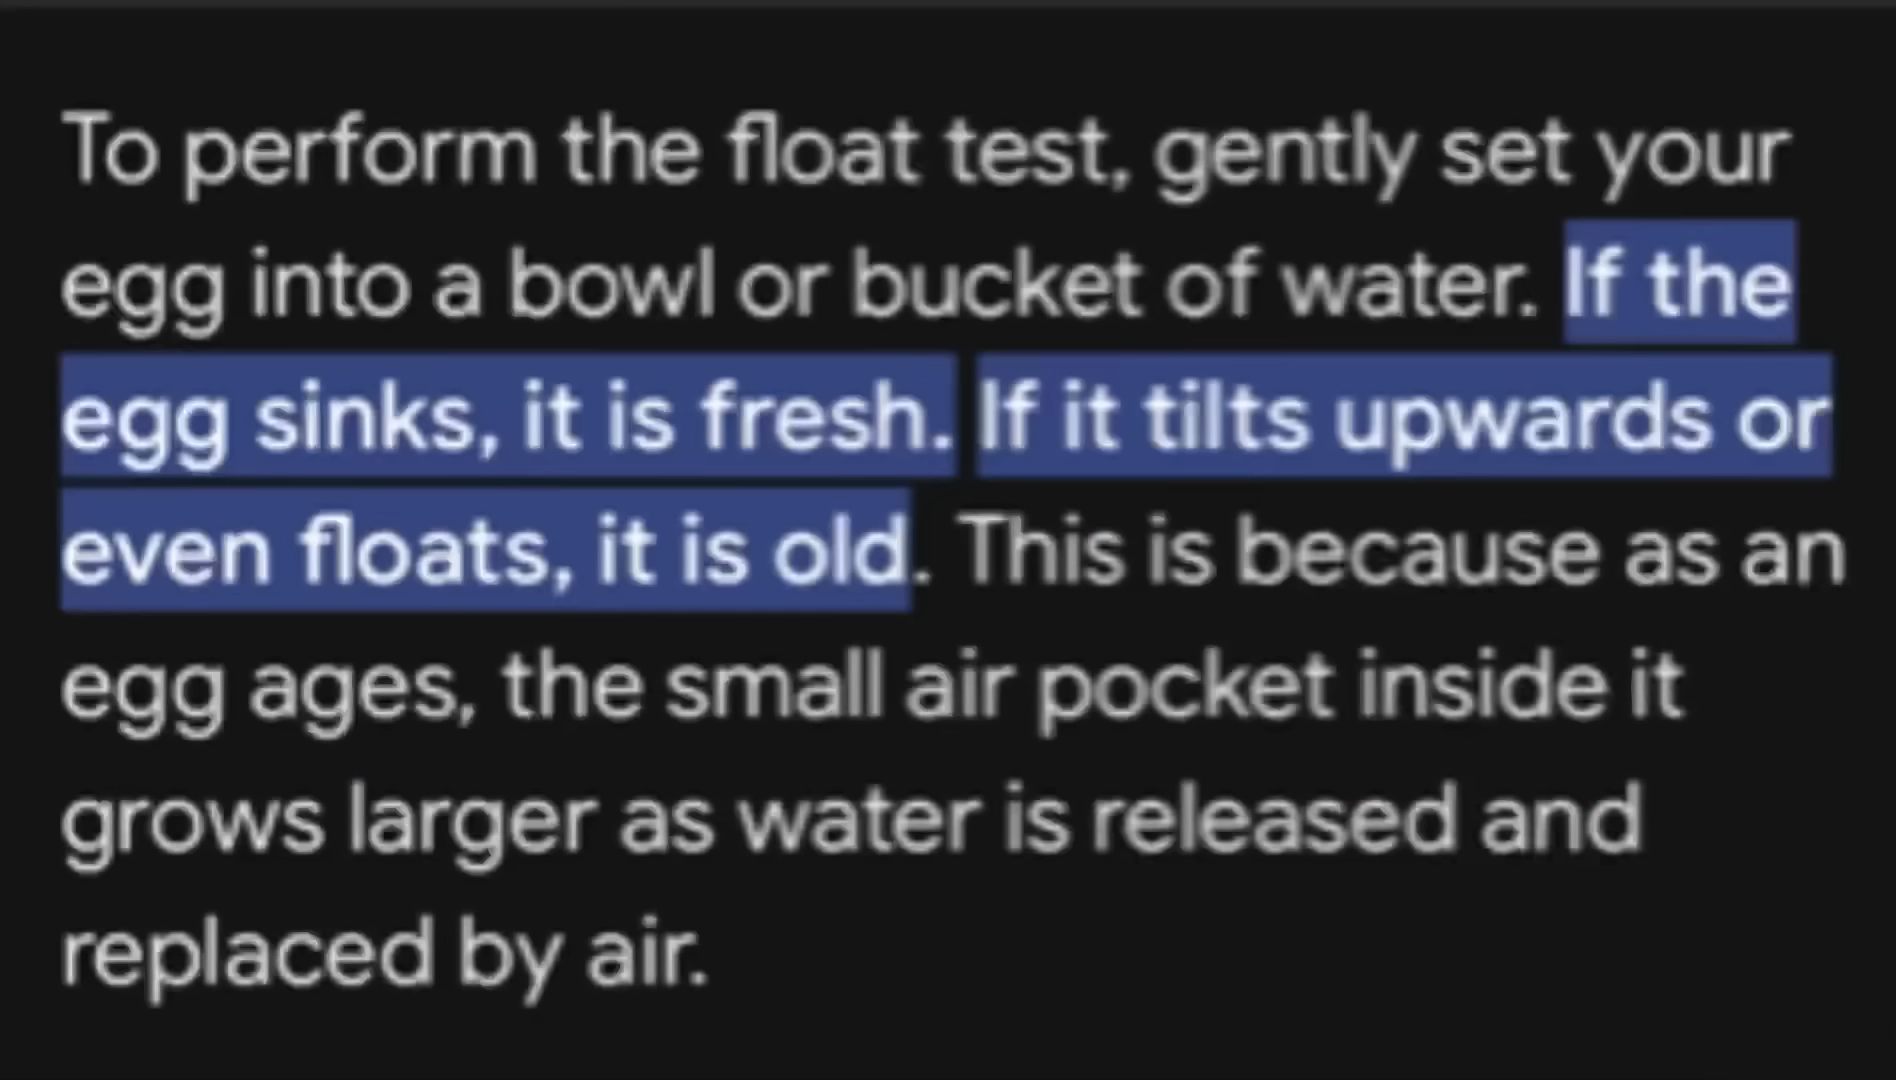 To perform the float test, gently set your
egg into a bowl or bucket of water. If the
egg sinks, it is fresh. If it tilts upwards or
even floats, it is old. This is because as an
egg ages, the small air pocket inside it
grows larger as water is released and
replaced by air.